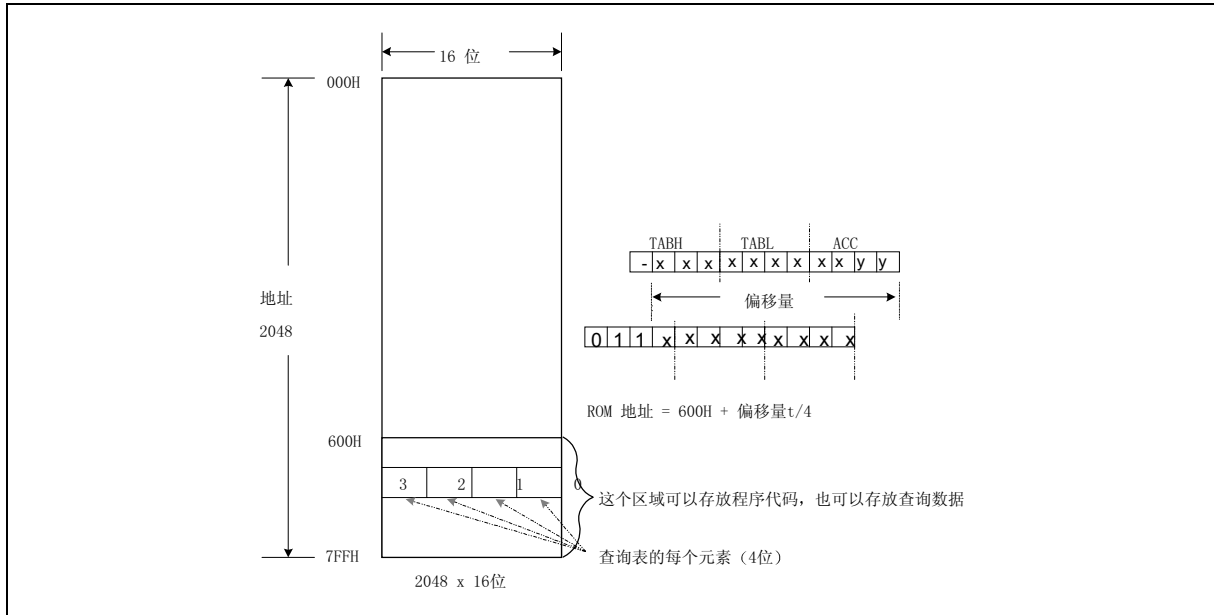 16 位
000H
TABH TABL ACC
- x x x x x x x x x y y
偏移量
地址
2048
0 1 1 x x x x x x x x x
ROM 地址 = 600H + 偏移量t/4
600H
3 2 1 0
这个区域可以存放程序代码，也可以存放查询数据
7FFH
查询表的每个元素（4位）
2048 x 16位